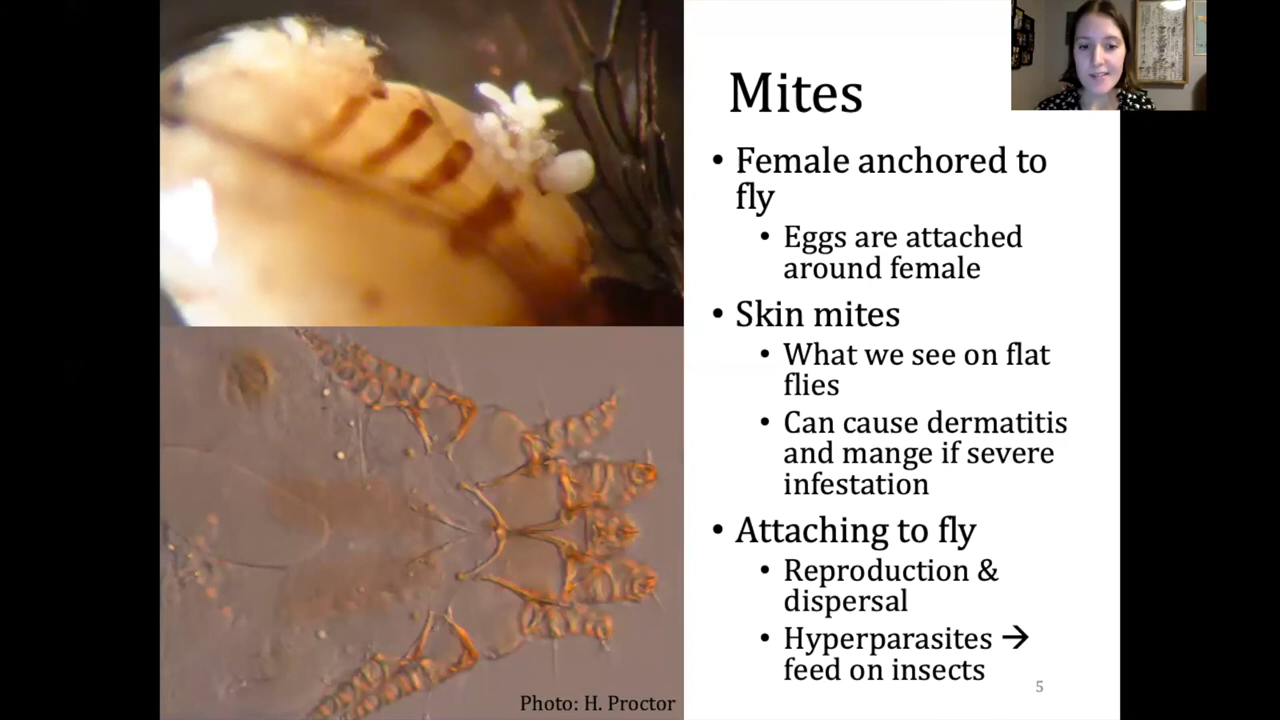 Mites
• Female anchored to
fly
• Eggs are attached
around female
• Skin mites
• What we see on flat
flies
• Can cause dermatitis
and mange if severe
infestation
• Attaching to fly
• Reproduction &
dispersal
• Hyperparasites →
feed on insects
5
Photo: H. Proctor